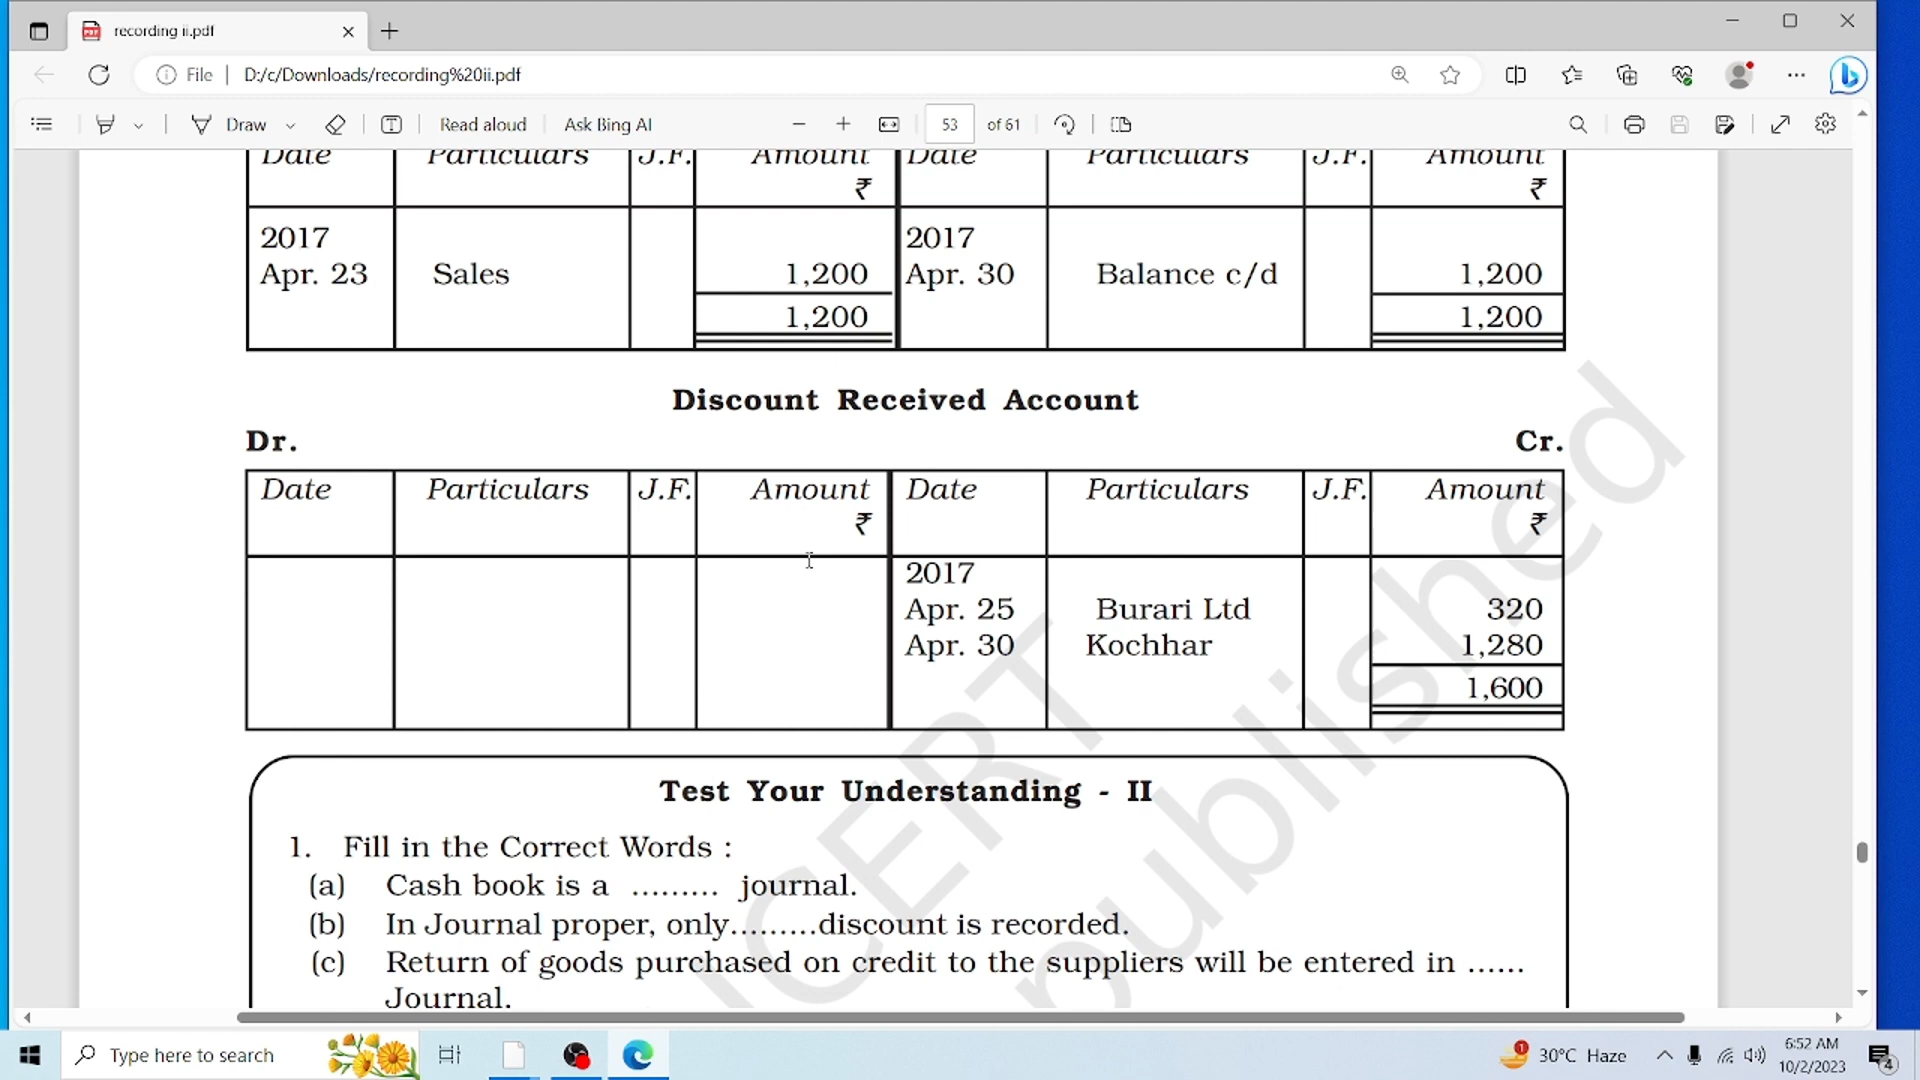 recording ii.pdf
File D:/c/Downloads/recording%20ii.pdf
Draw Read aloud Ask Bing AI 53 of 61
Date Particulars J.F. Amount Date Particulars J.F. Amount
₹ ₹
2017 2017
Apr. 23 Sales 1,200 Apr. 30 Balance c/d 1,200
1,200 1,200
Discount Received Account
Dr. Cr.
Date Particulars J.F. Amount Date Particulars J.F. Amount
₹ ₹
2017
Apr. 25 Burari Ltd 320
Apr. 30 Kochhar 1,280
1,600
Test Your Understanding - II
1. Fill in the Correct Words :
(a) Cash book is a ......... journal.
(b) In Journal proper, only.........discount is recorded.
(c) Return of goods purchased on credit to the suppliers will be entered in ......
Journal.
published
Type here to search 1 30°C Haze 6:52 AM
10/2/2023 4